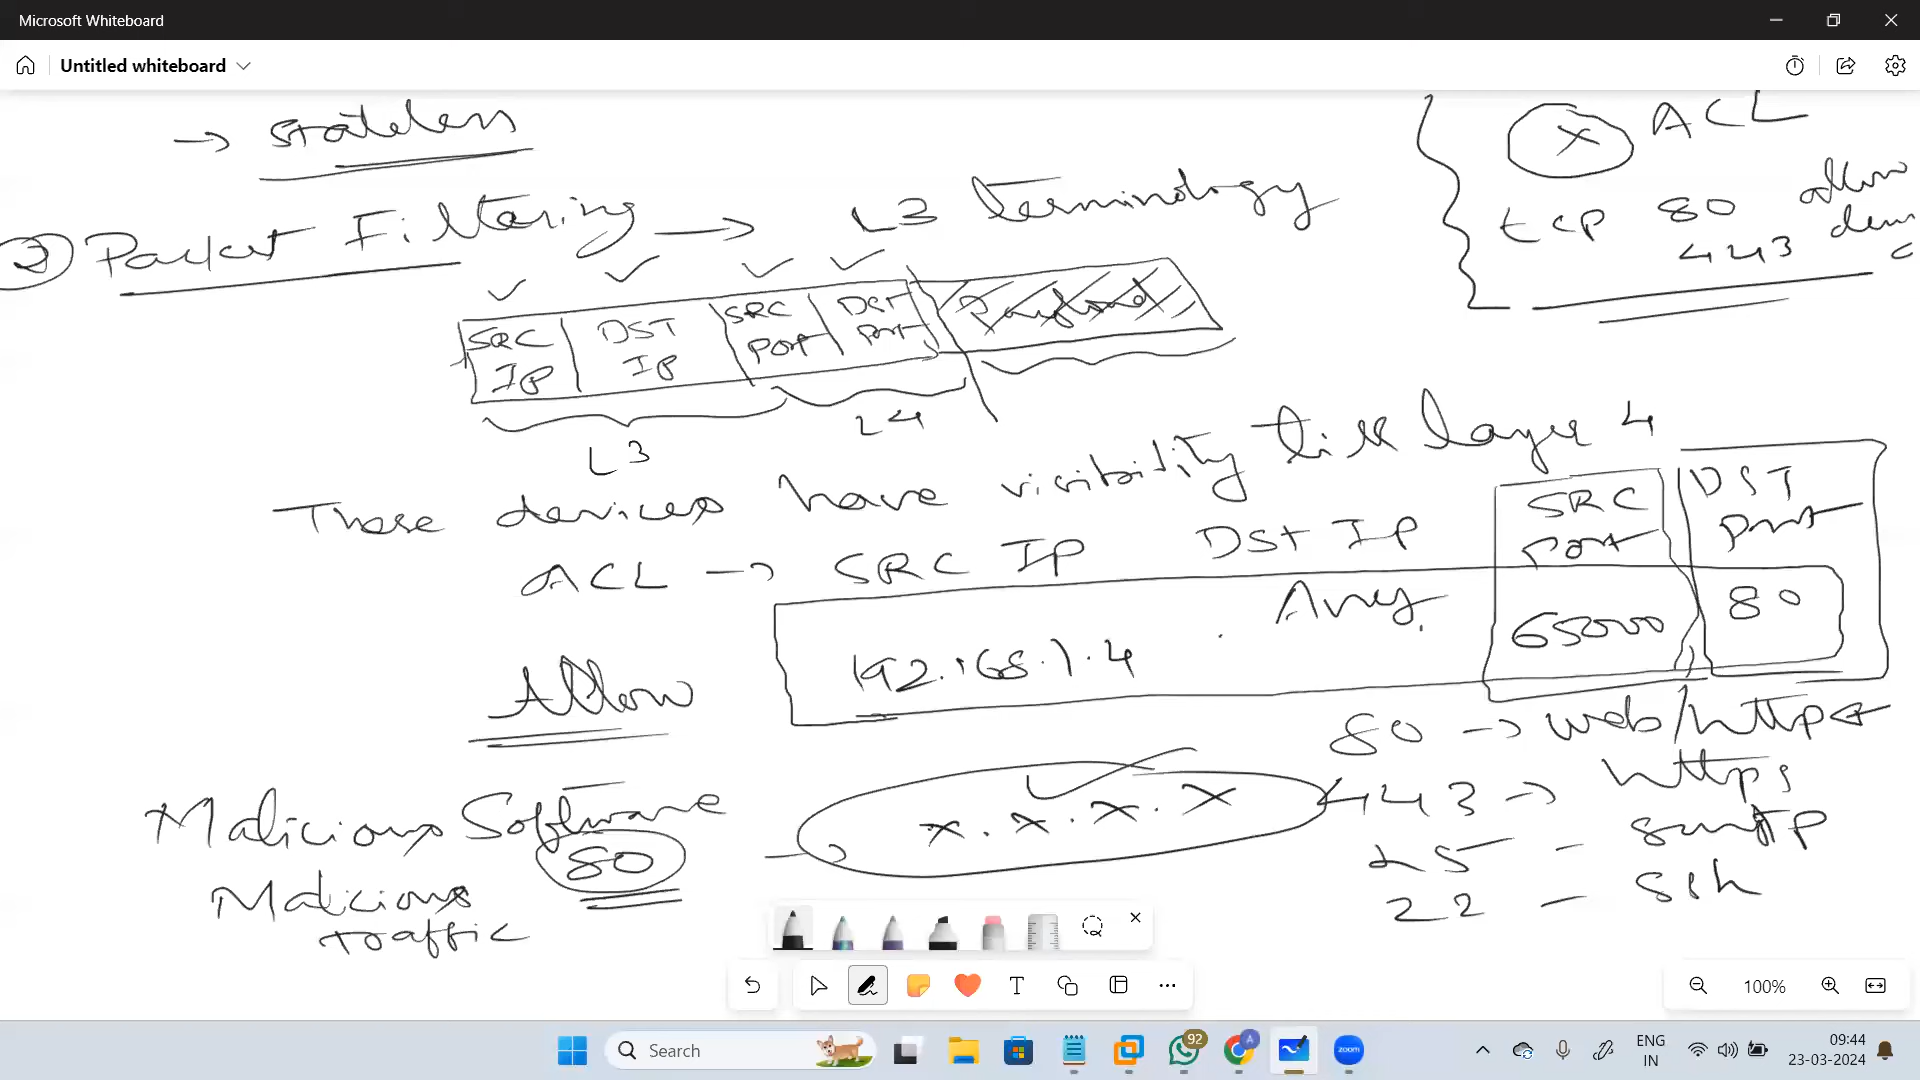 Microsoft Whiteboard
Untitled whiteboard
→ Stateless
X ACL
tcp 80 allow
443
2) Packet Filtering → L3 terminology
SRC IP DST IP SRC Port DST Port Payload
L3 L4
These devices have visibility till layer 4
ACL → SRC IP DST IP SRC Port DST Port
192.168.1.4 Any 65000 80
Allow
80 → web/http
443 → https
25 - smtp
22 - ssh
Malicious Software → x.x.x.x
80
Malicious traffic
100%
Search
92
A
zoom
ENG
IN
09:44
23-03-2024